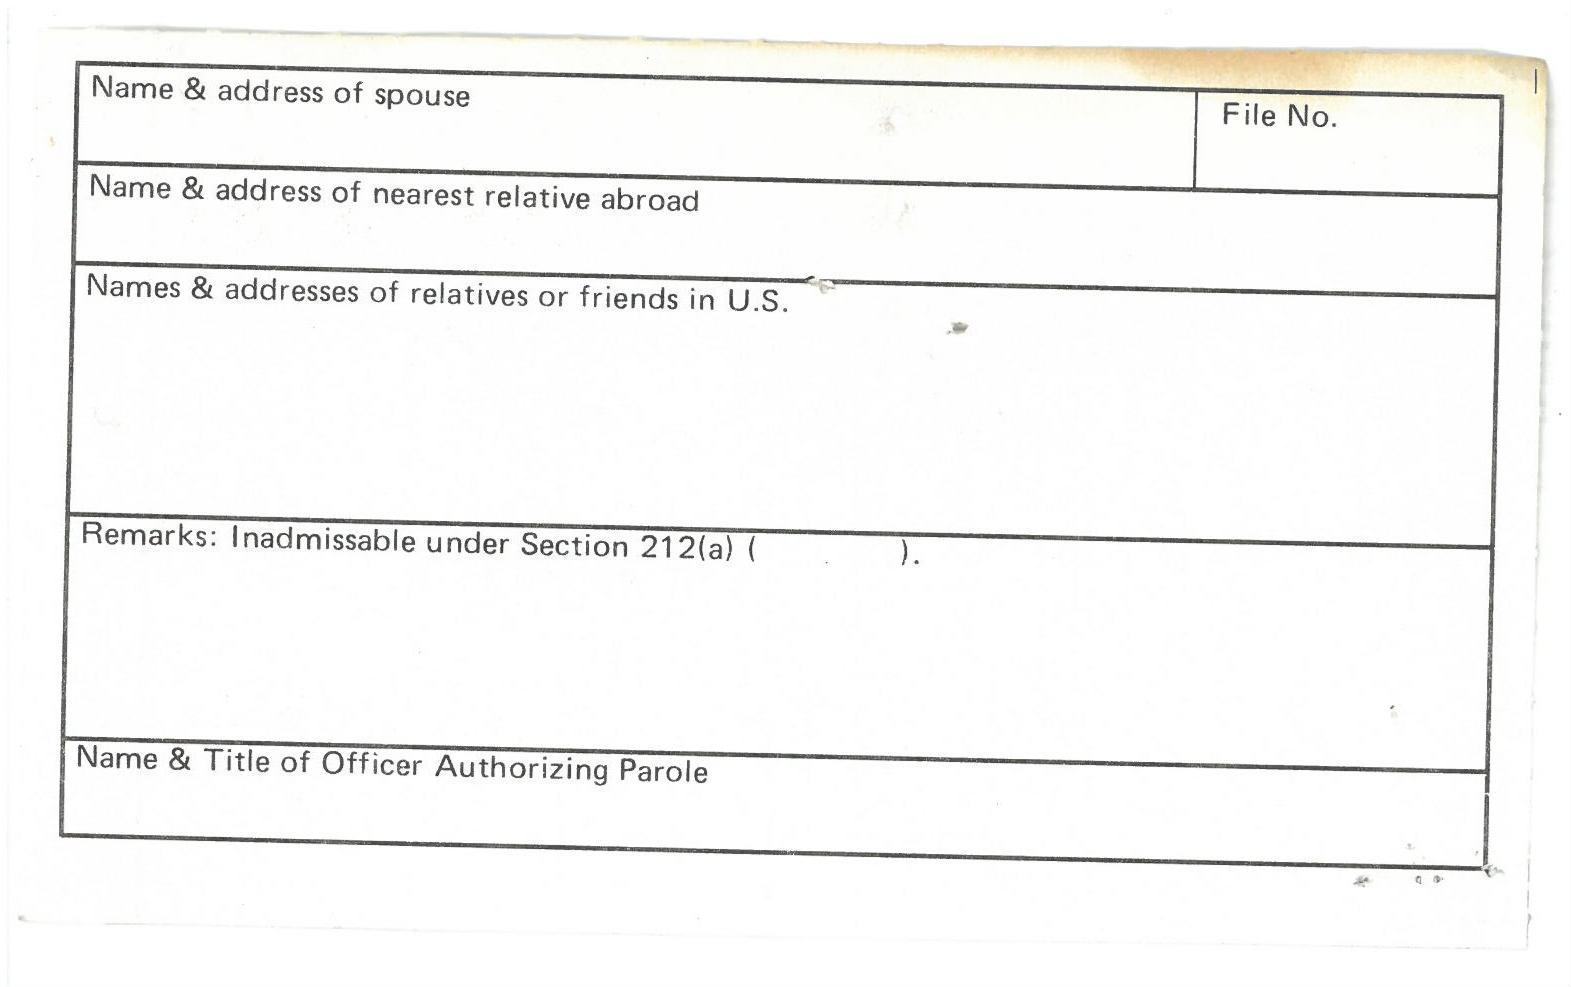 Name & address of spouse
File No.
Name & address of nearest relative abroad
Names & addresses of relatives or friends in U.S.
Remarks: Inadmissable under Section 212(a) ( ).
Name & Title of Officer Authorizing Parole